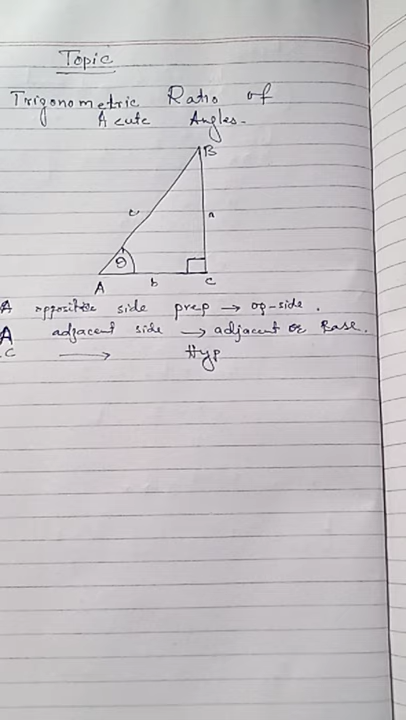 Topic
Trigonometric Ratio of
Acute Angles.
B
c
a
θ
A
b
C
A opposite side prep → op-side.
A adjacent side → adjacent or Base.
C → Hyp